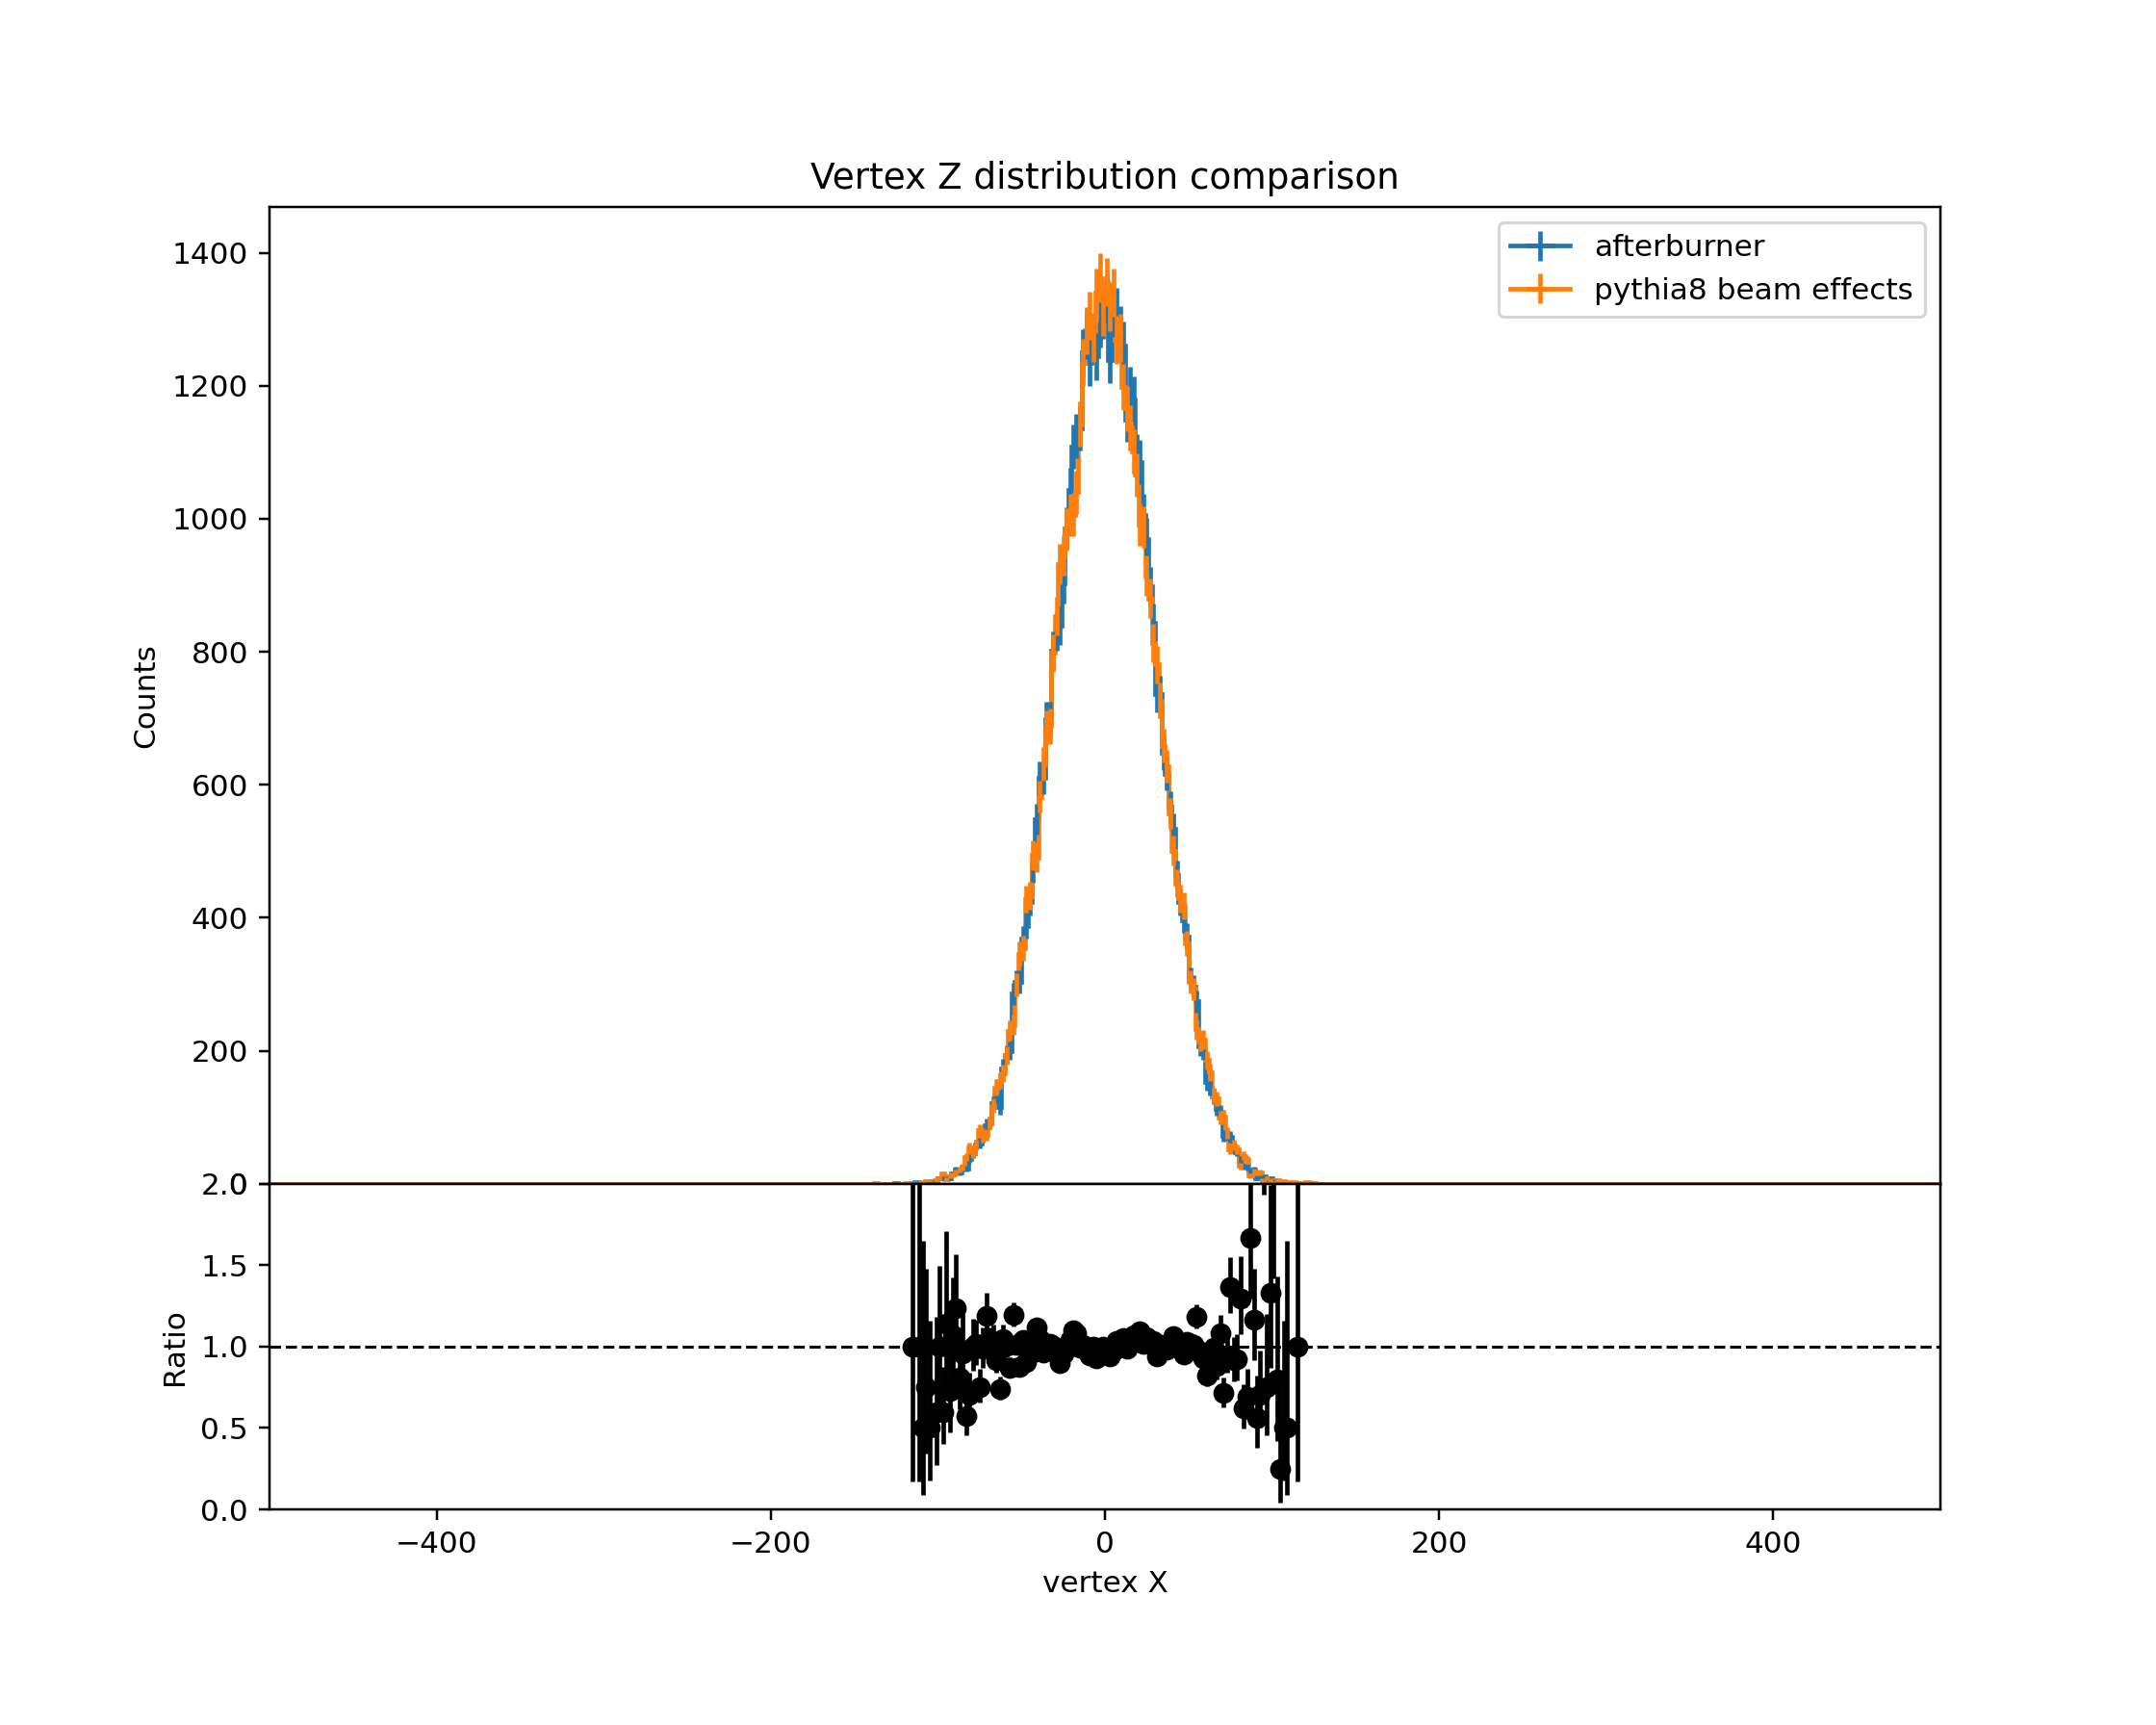 Vertex Z distribution comparison
afterburner
pythia8 beam effects
Counts
1400
1200
1000
800
600
400
200
2.0
1.5
1.0
0.5
0.0
Ratio
−400
−200
0
200
400
vertex X